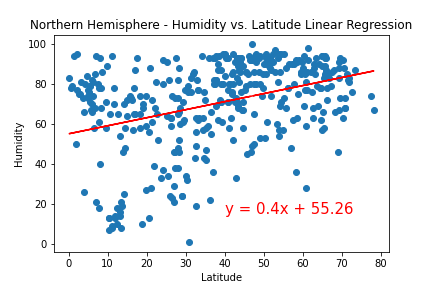 Northern Hemisphere - Humidity vs. Latitude Linear Regression
100
80
60
40
20
0
Humidity
y = 0.4x + 55.26
0 10 20 30 40 50 60 70 80
Latitude